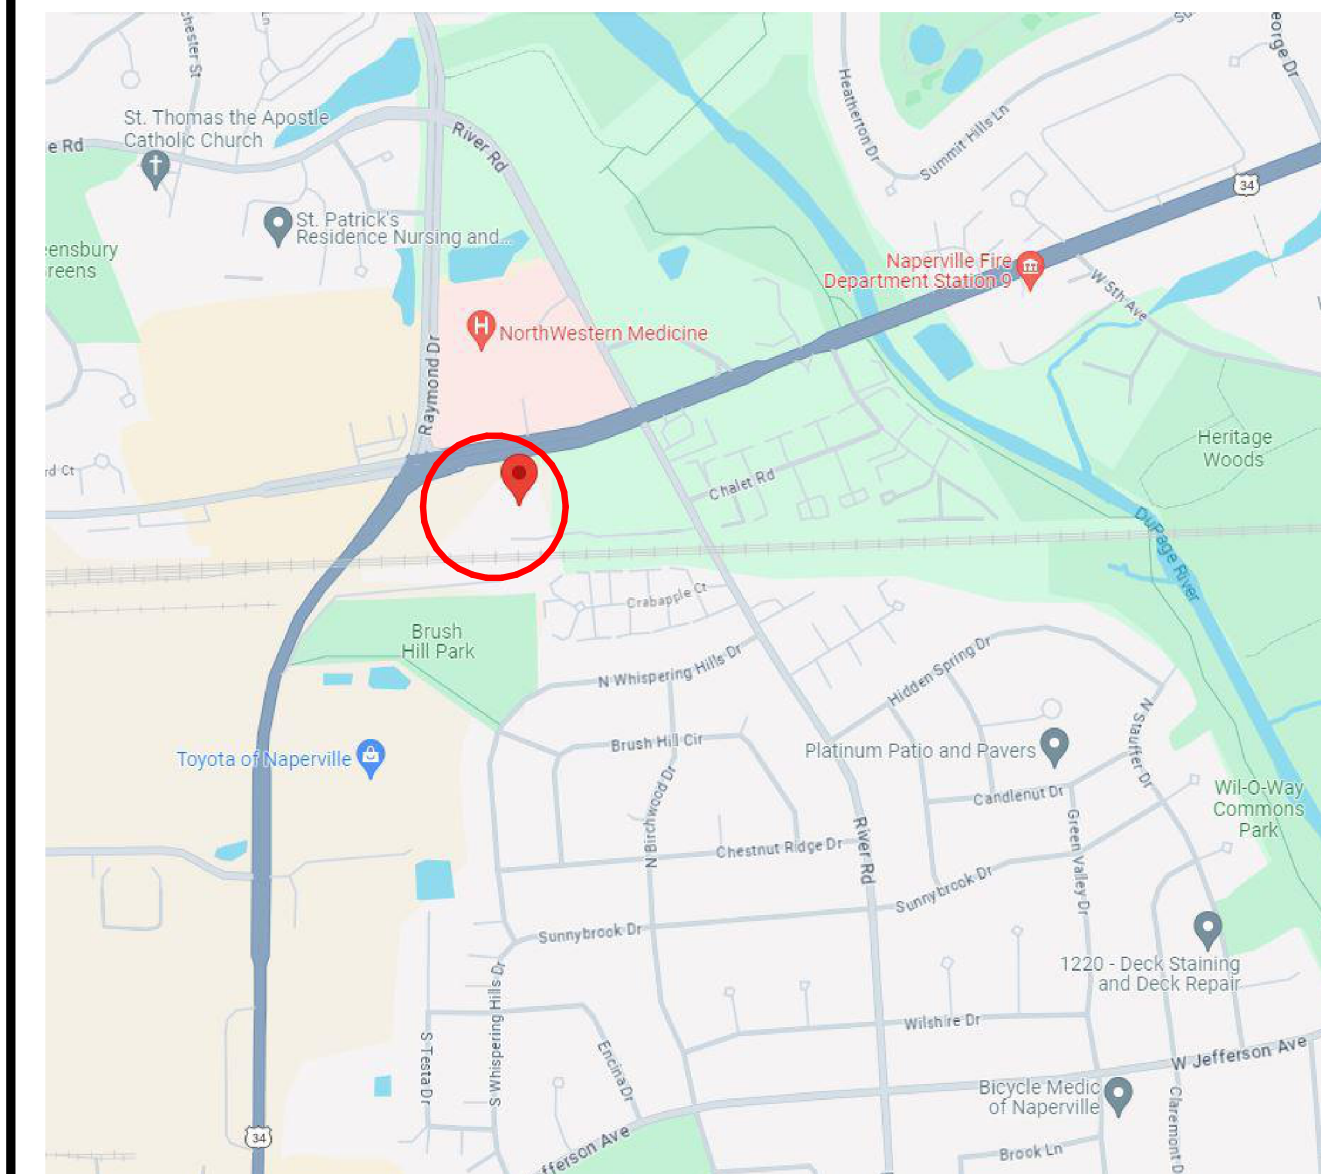 chester St
Ln
St. Thomas the Apostle
Catholic Church
e Rd
River Rd
St. Patrick's
Residence Nursing and...
eensbury
reens
Heatherton Dr
Summit Hills Ln
eorge Dr
34
Naperville Fire
Department Station 9
W 5th Ave
NorthWestern Medicine
Raymond Dr
rd Ct
Chalet Rd
Heritage
Woods
DuPage River
Crabapple Ct
Brush
Hill Park
N Whispering Hills Dr
Hidden Spring Dr
N Stauffer Dr
Brush Hill Cir
Platinum Patio and Pavers
Toyota of Naperville
N Birchwood Dr
Candlenut Dr
Wil-O-Way
Commons
Park
Green Valley Dr
River Rd
Chestnut Ridge Dr
Sunnybrook Dr
Sunnybrook Dr
1220 - Deck Staining
and Deck Repair
S Whispering Hills Dr
Wilshire Dr
S Testa Dr
Encina Dr
W Jefferson Ave
Bicycle Medic
of Naperville
Claremont D
34
fferson Ave
Brook Ln